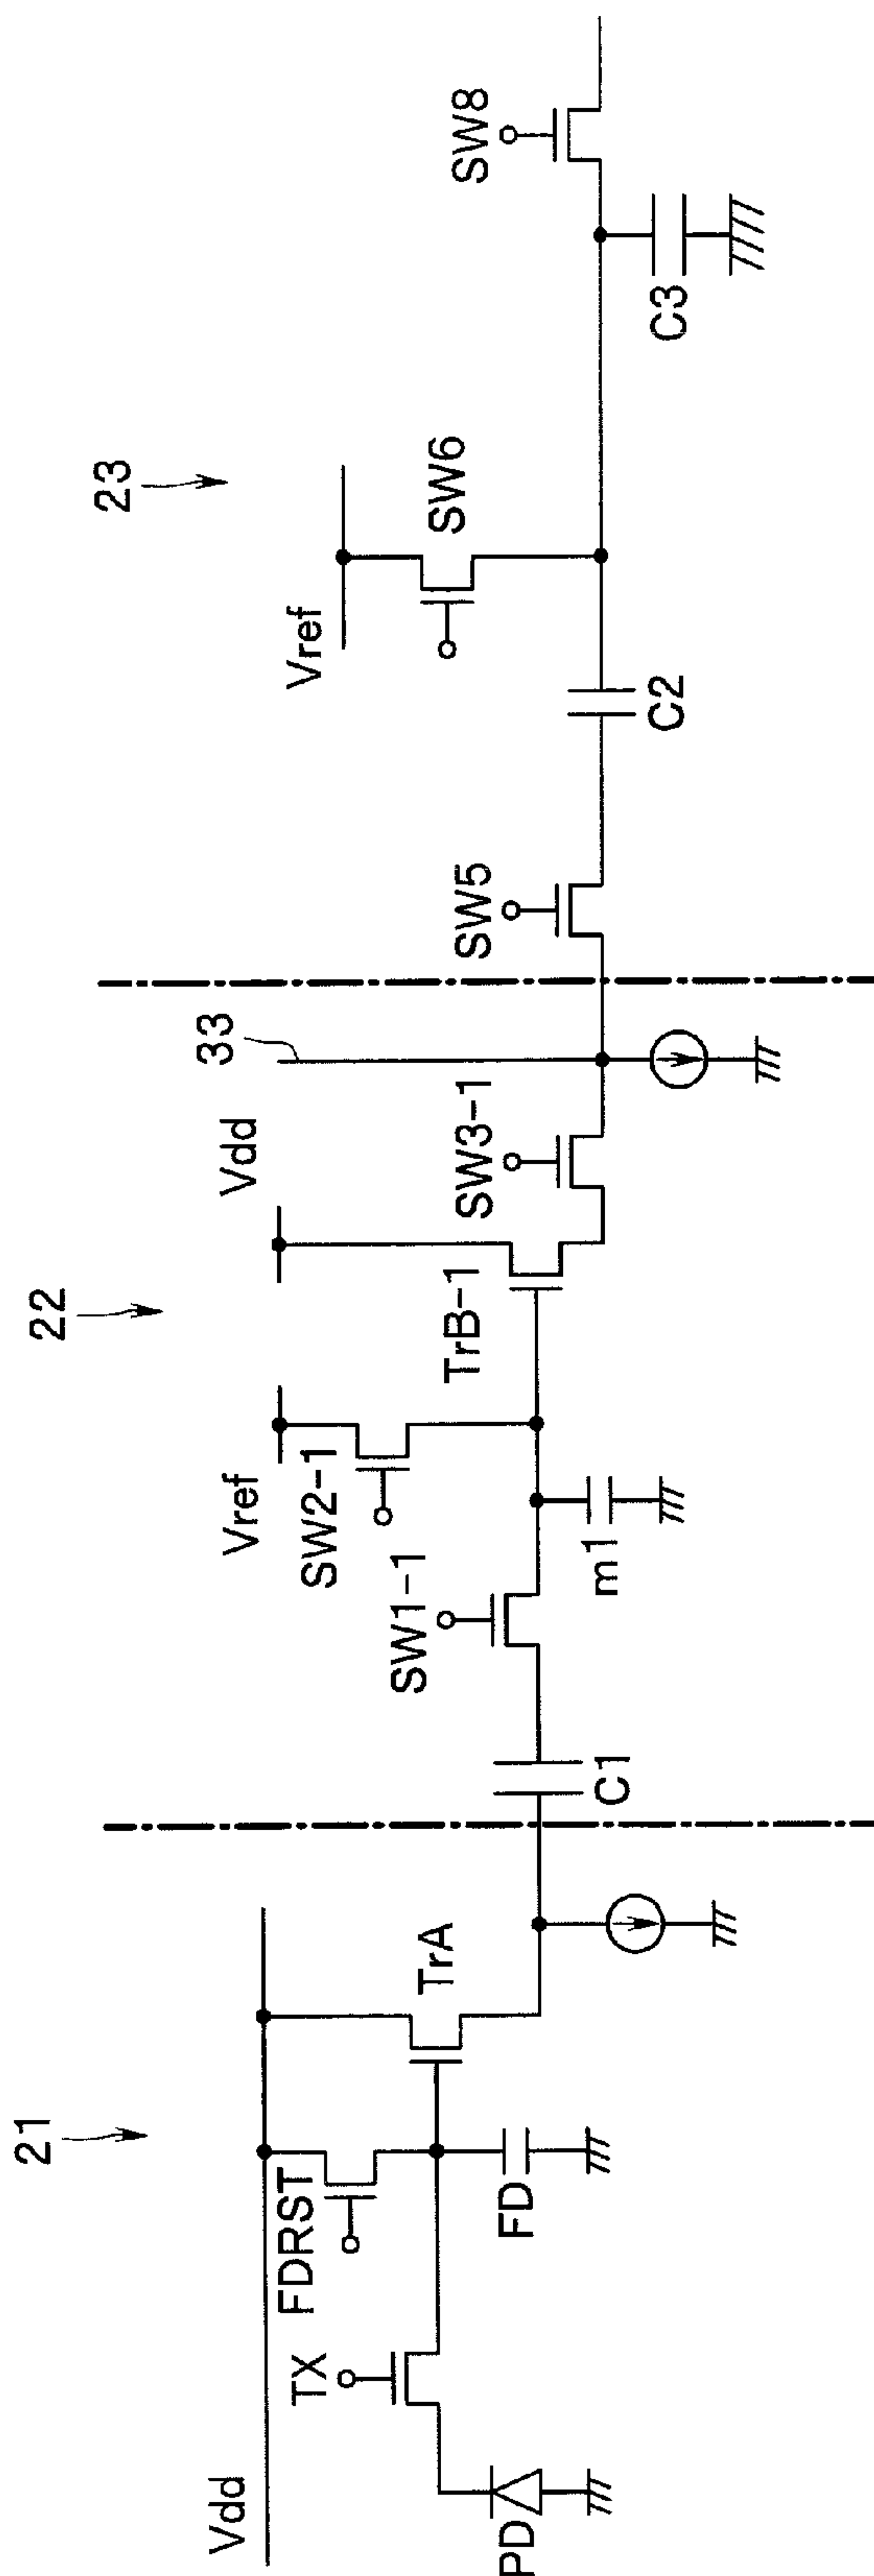 21
22
23
Vdd
PD
TX
FDRST
FD
TrA
C1
SW1-1
m1
Vref
SW2-1
TrB-1
Vdd
SW3-1
33
SW5
C2
Vref
SW6
C3
SW8